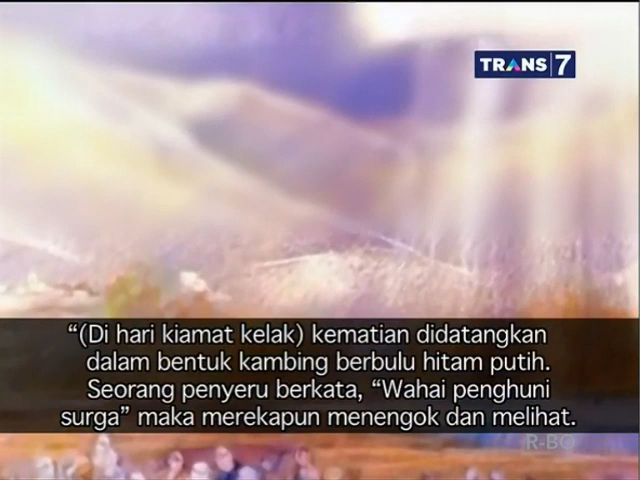 TRANS 7
“(Di hari kiamat kelak) kematian didatangkan
dalam bentuk kambing berbulu hitam putih.
Seorang penyeru berkata, “Wahai penghuni
surga” maka merekapun menengok dan melihat.
R-BO